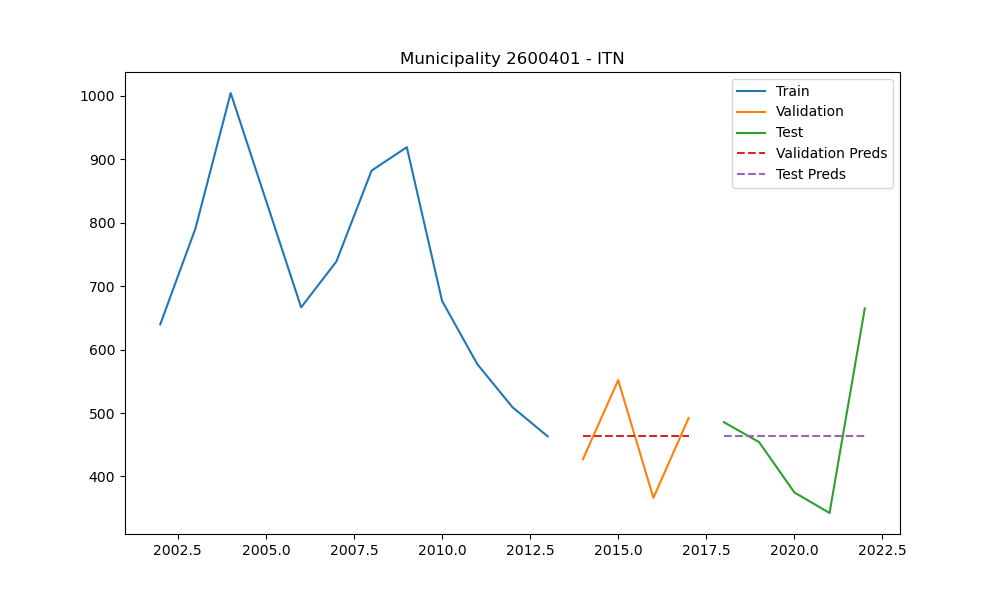 Municipality 2600401 - ITN
Train
Validation
Test
Validation Preds
Test Preds
1000
900
800
700
600
500
400
2002.5 2005.0 2007.5 2010.0 2012.5 2015.0 2017.5 2020.0 2022.5